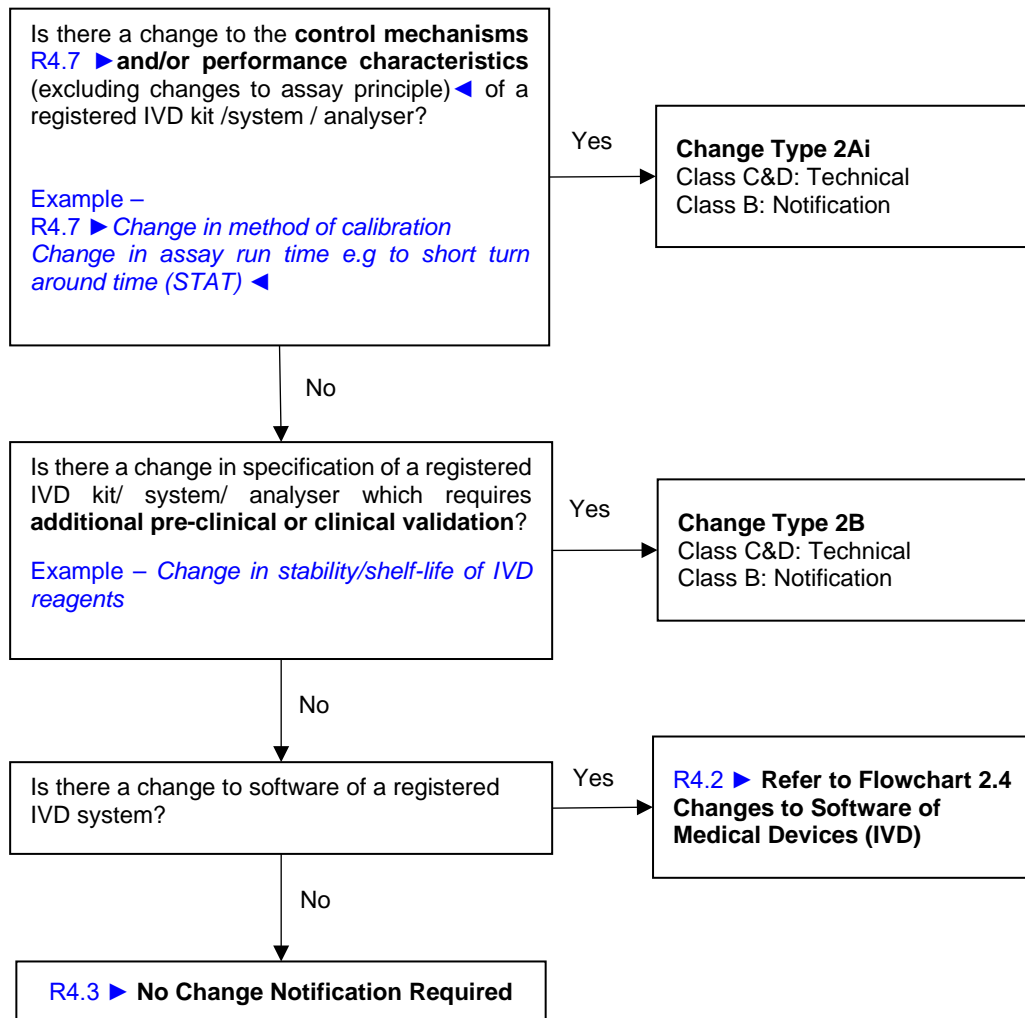 Is there a change to the control mechanisms
R4.7 ►and/or performance characteristics
(excluding changes to assay principle)◄ of a
registered IVD kit /system / analyser?
Example –
R4.7 ►Change in method of calibration
Change in assay run time e.g to short turn
around time (STAT) ◄
Yes
Change Type 2Ai
Class C&D: Technical
Class B: Notification
No
Is there a change in specification of a registered
IVD kit/ system/ analyser which requires
additional pre-clinical or clinical validation?
Example – Change in stability/shelf-life of IVD
reagents
Yes
Change Type 2B
Class C&D: Technical
Class B: Notification
No
Is there a change to software of a registered
IVD system?
Yes
R4.2 ► Refer to Flowchart 2.4
Changes to Software of
Medical Devices (IVD)
No
R4.3 ► No Change Notification Required